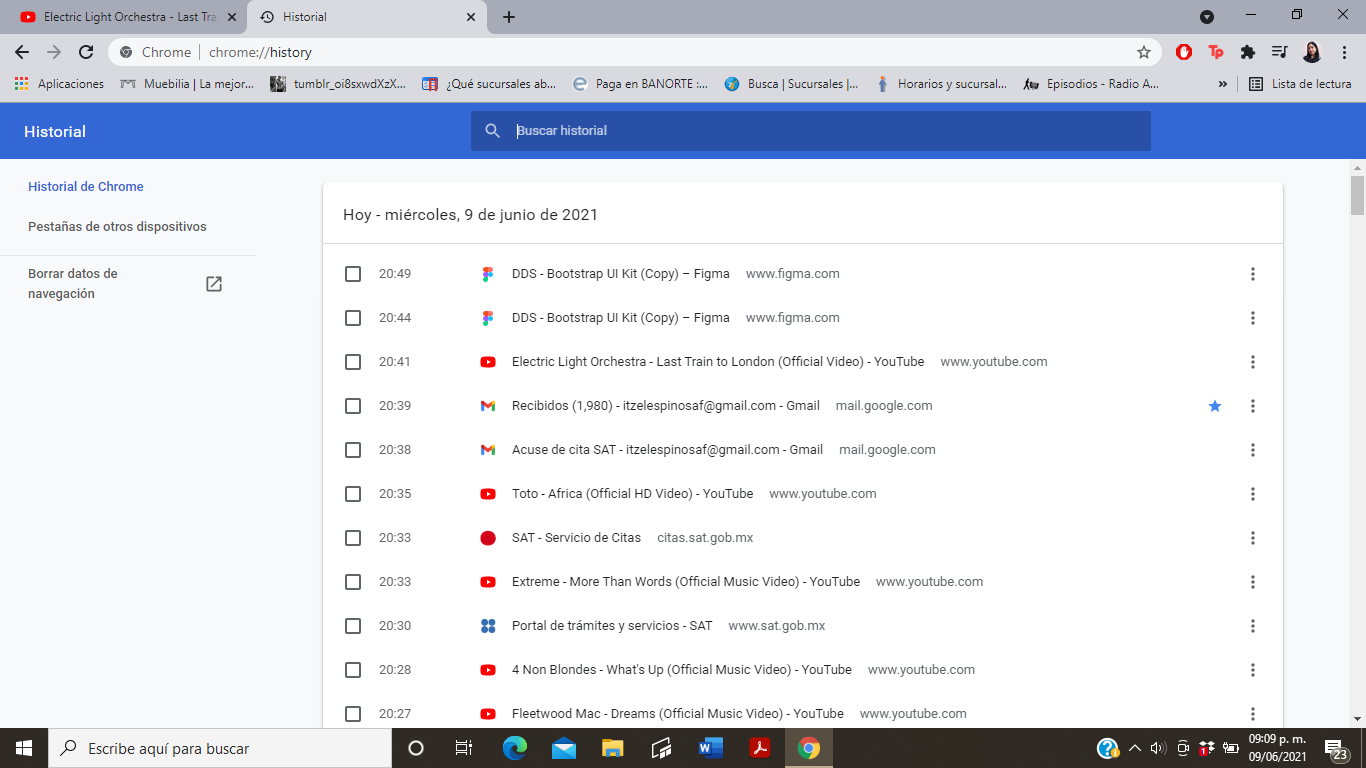 Electric Light Orchestra - Last Tra
Historial
Chrome
chrome://history
Aplicaciones
Muebilia | La mejor...
tumblr_oi8sxwdXzX...
¿Qué sucursales ab...
Paga en BANORTE :...
Busca | Sucursales |...
Horarios y sucursal...
Episodios - Radio A...
»
Lista de lectura
Historial
Buscar historial
Historial de Chrome
Pestañas de otros dispositivos
Borrar datos de
navegación
Hoy - miércoles, 9 de junio de 2021
20:49 DDS - Bootstrap UI Kit (Copy) – Figma www.figma.com
20:44 DDS - Bootstrap UI Kit (Copy) – Figma www.figma.com
20:41 Electric Light Orchestra - Last Train to London (Official Video) - YouTube www.youtube.com
20:39 Recibidos (1,980) - itzelespinosaf@gmail.com - Gmail mail.google.com
20:38 Acuse de cita SAT - itzelespinosaf@gmail.com - Gmail mail.google.com
20:35 Toto - Africa (Official HD Video) - YouTube www.youtube.com
20:33 SAT - Servicio de Citas citas.sat.gob.mx
20:33 Extreme - More Than Words (Official Music Video) - YouTube www.youtube.com
20:30 Portal de trámites y servicios - SAT www.sat.gob.mx
20:28 4 Non Blondes - What's Up (Official Music Video) - YouTube www.youtube.com
20:27 Fleetwood Mac - Dreams (Official Music Video) - YouTube www.youtube.com
Escribe aquí para buscar
09:09 p. m.
09/06/2021
23